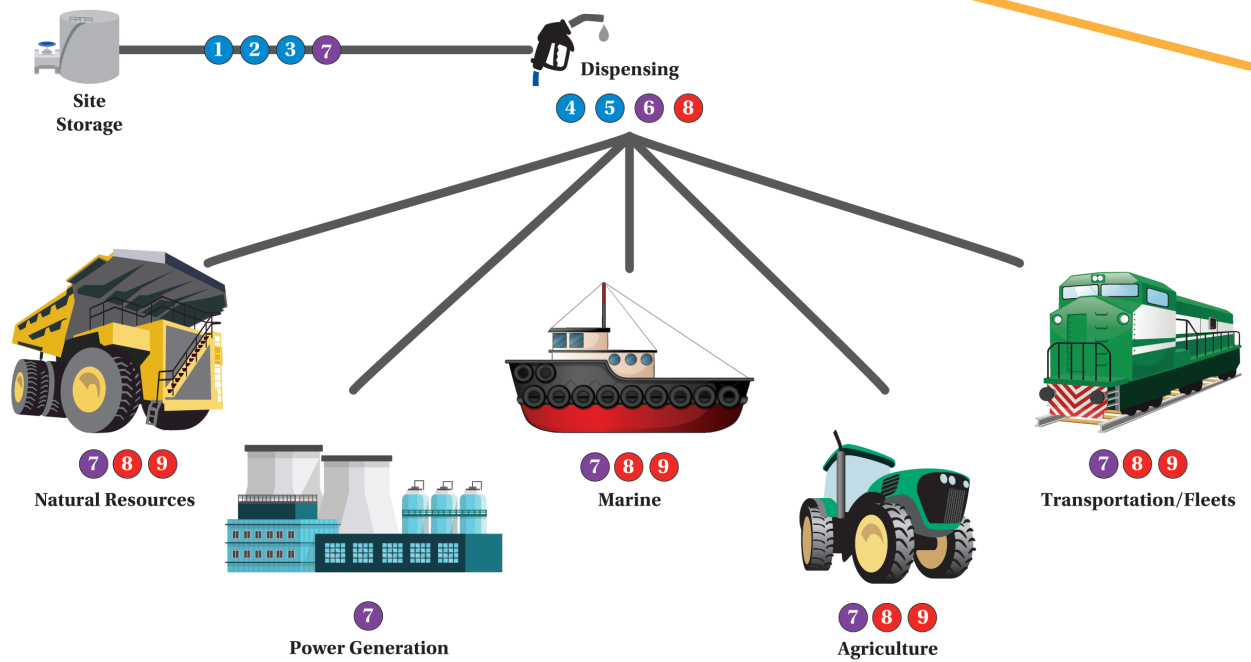 1 2 3 7
Site
Storage
Dispensing
4 5 6 8
7 8 9
Natural Resources
7
Power Generation
7 8 9
Marine
7 8 9
Agriculture
7 8 9
Transportation/Fleets